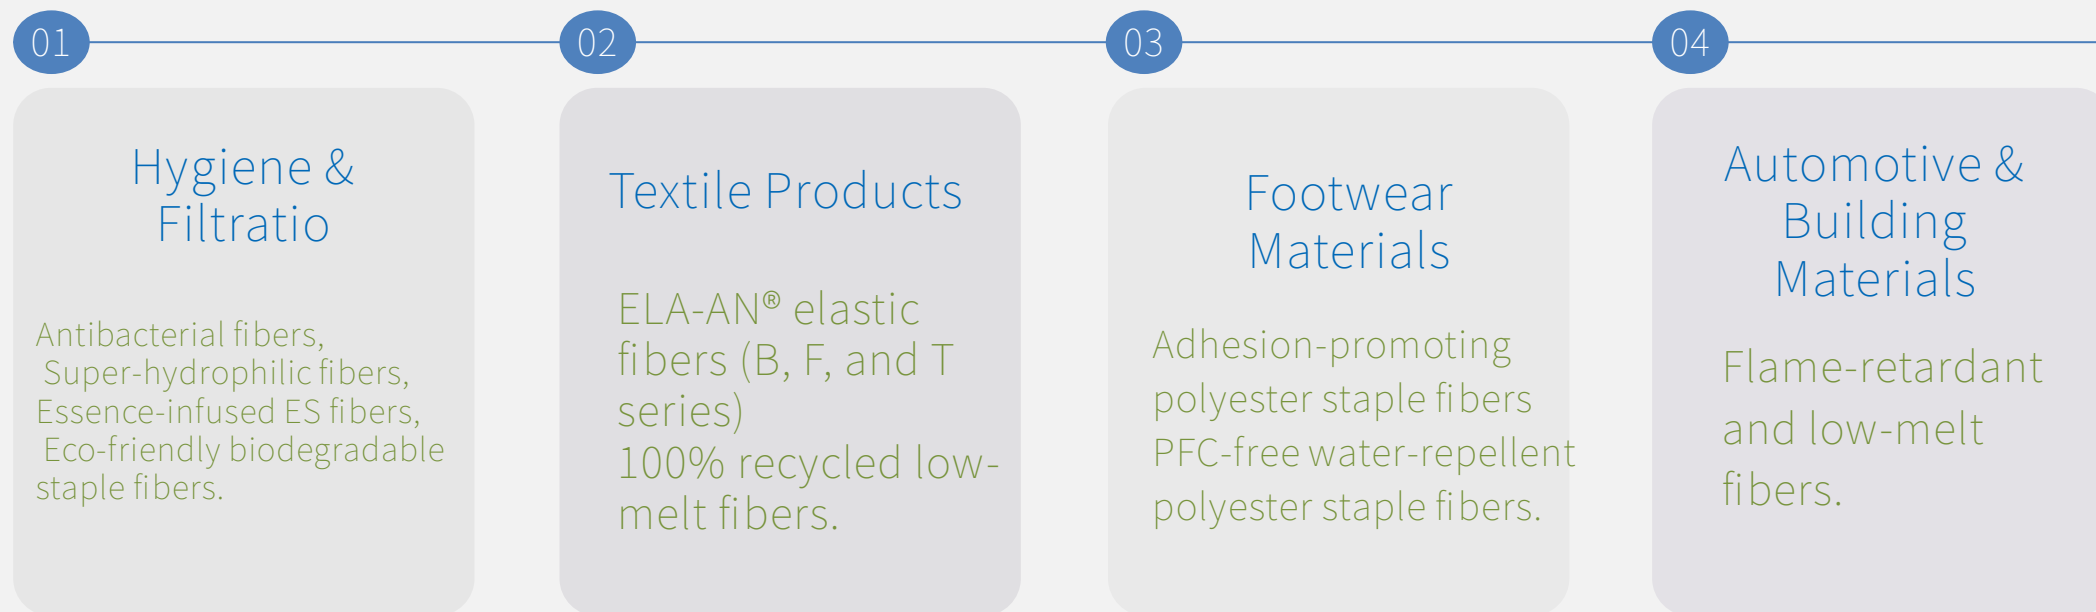 01
Hygiene &
Filtratio
Antibacterial fibers,
Super-hydrophilic fibers,
Essence-infused ES fibers,
Eco-friendly biodegradable
staple fibers.
02
Textile Products
ELA-AN® elastic
fibers (B, F, and T
series)
100% recycled low-
melt fibers.
03
Footwear
Materials
Adhesion-promoting
polyester staple fibers
PFC-free water-repellent
polyester staple fibers.
04
Automotive &
Building
Materials
Flame-retardant
and low-melt
fibers.